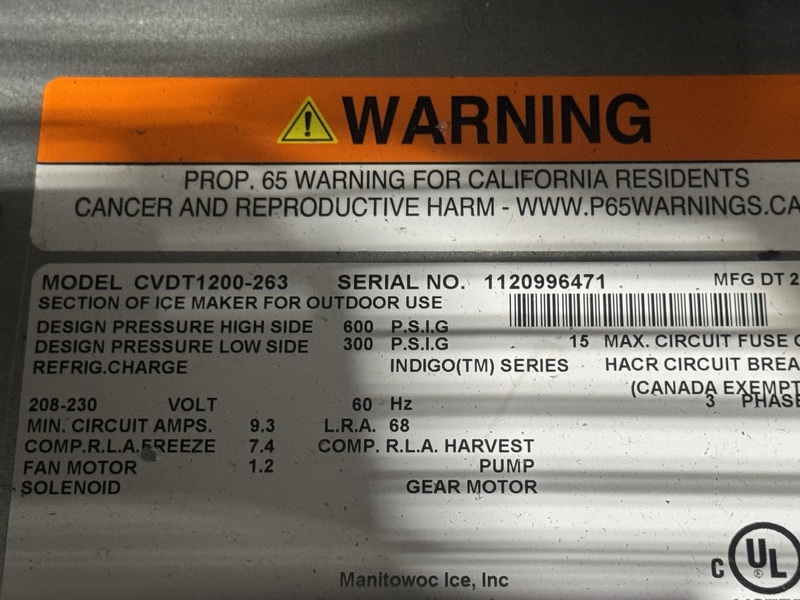 WARNING
PROP. 65 WARNING FOR CALIFORNIA RESIDENTS
CANCER AND REPRODUCTIVE HARM - WWW.P65WARNINGS.CA
MODEL CVDT1200-263 SERIAL NO. 1120996471 MFG DT 2
SECTION OF ICE MAKER FOR OUTDOOR USE
DESIGN PRESSURE HIGH SIDE 600 P.S.I.G
DESIGN PRESSURE LOW SIDE 300 P.S.I.G 15 MAX. CIRCUIT FUSE
REFRIG.CHARGE INDIGO(TM) SERIES HACR CIRCUIT BREA
(CANADA EXEMPT
208-230 VOLT 60 Hz 3 PHASE
MIN. CIRCUIT AMPS. 9.3 L.R.A. 68
COMP.R.L.A.FREEZE 7.4 COMP. R.L.A. HARVEST
FAN MOTOR 1.2 PUMP
SOLENOID GEAR MOTOR
C UL
Manitowoc Ice, Inc